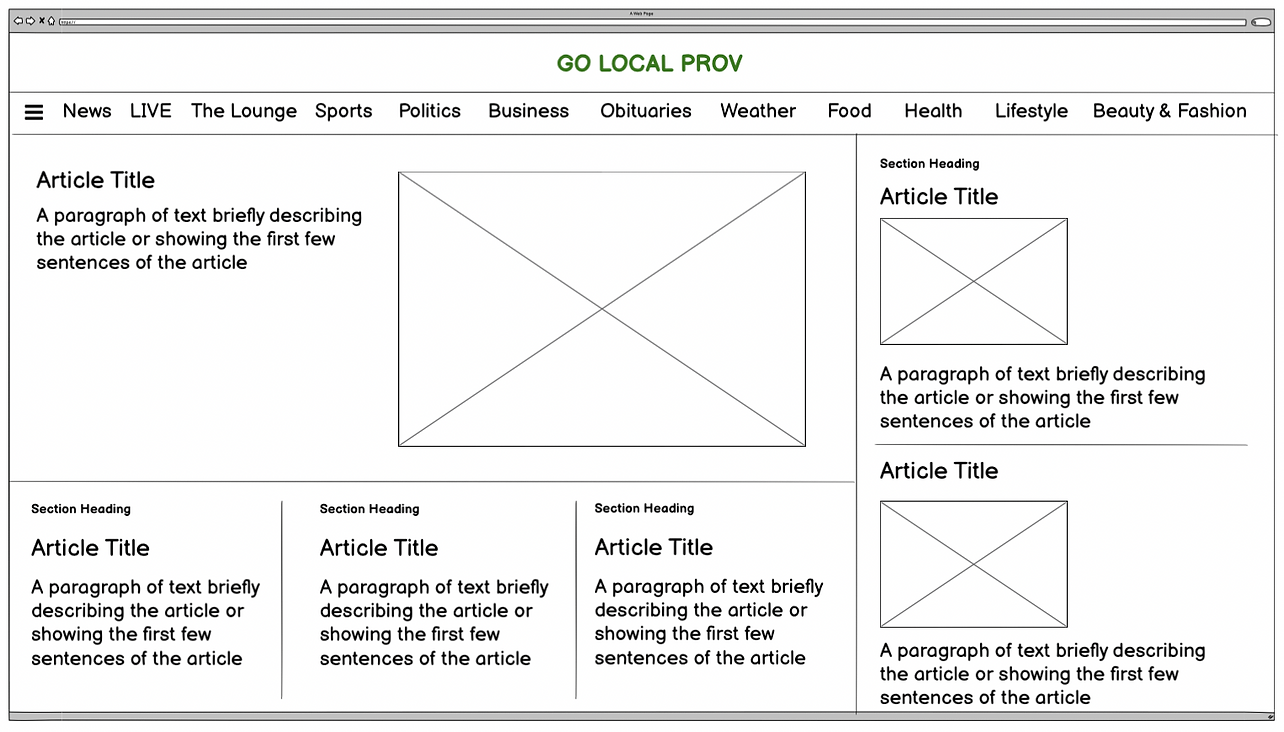 A Web Page
https://
GO LOCAL PROV
News LIVE The Lounge Sports Politics Business Obituaries Weather Food Health Lifestyle Beauty & Fashion
Article Title
A paragraph of text briefly describing
the article or showing the first few
sentences of the article
Section Heading
Article Title
A paragraph of text briefly
describing the article or
showing the first few
sentences of the article
Section Heading
Article Title
A paragraph of text briefly
describing the article or
showing the first few
sentences of the article
Section Heading
Article Title
A paragraph of text briefly
describing the article or
showing the first few
sentences of the article
Section Heading
Article Title
A paragraph of text briefly describing
the article or showing the first few
sentences of the article
Article Title
A paragraph of text briefly describing
the article or showing the first few
sentences of the article